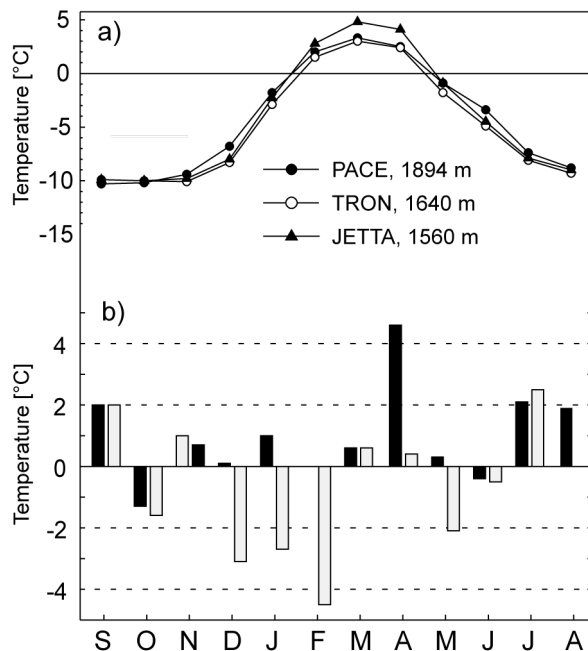 a)
Temperature [°C]
5
0
-5
-10
-15
PACE, 1894 m
TRON, 1640 m
JETTA, 1560 m
b)
Temperature [°C]
4
2
0
-2
-4
S O N D J F M A M J J A